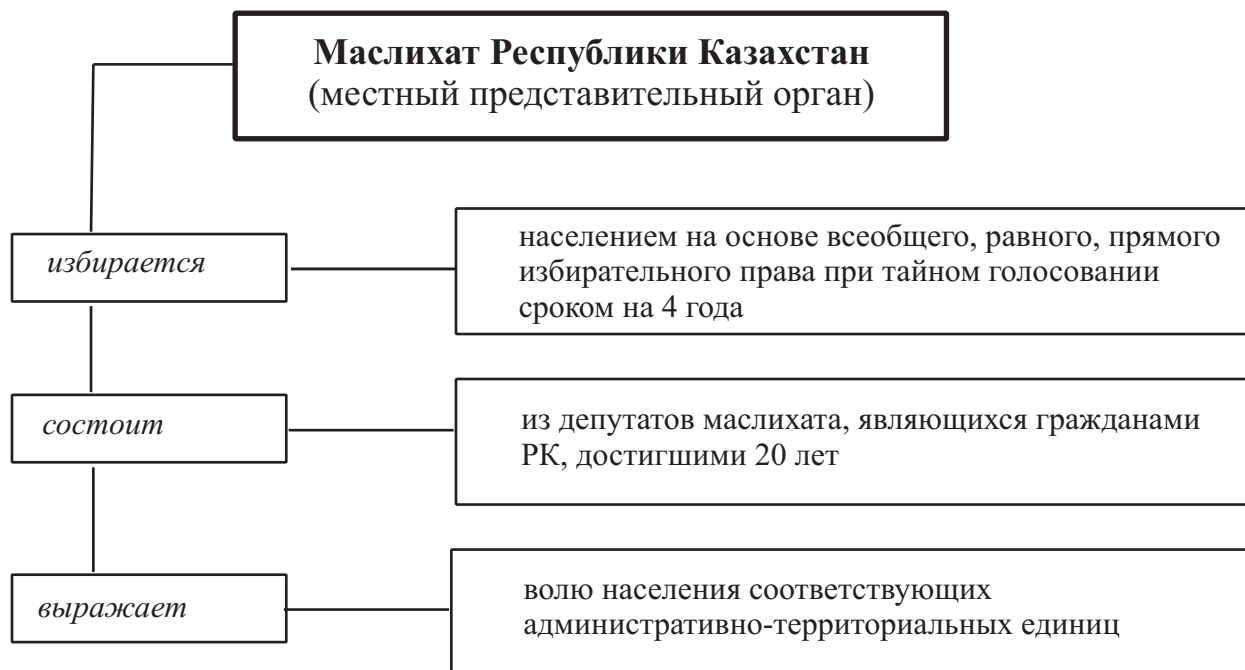 Маслихат Республики Казахстан
(местный представительный орган)
избирается
населением на основе всеобщего, равного, прямого
избирательного права при тайном голосовании
сроком на 4 года
состоит
из депутатов маслихата, являющихся гражданами
РК, достигшими 20 лет
выражает
волю населения соответствующих
административно-территориальных единиц